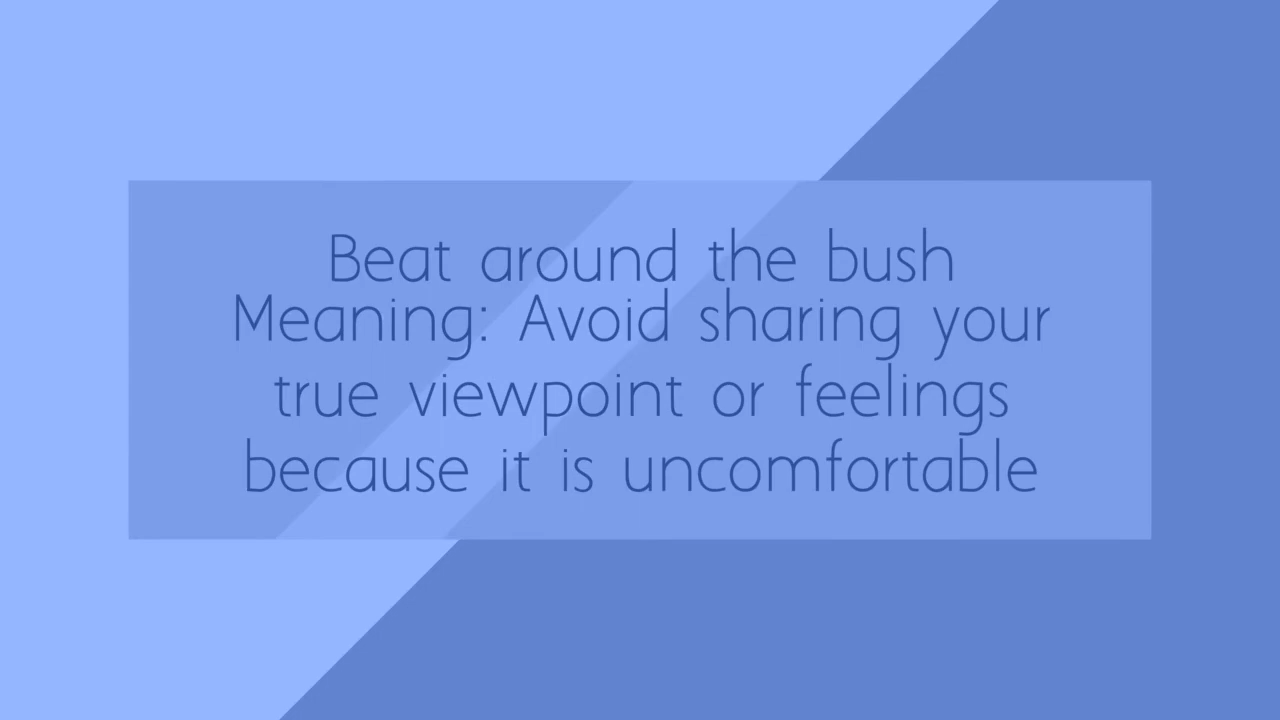 Beat around the bush
Meaning: Avoid sharing your
true viewpoint or feelings
because it is uncomfortable